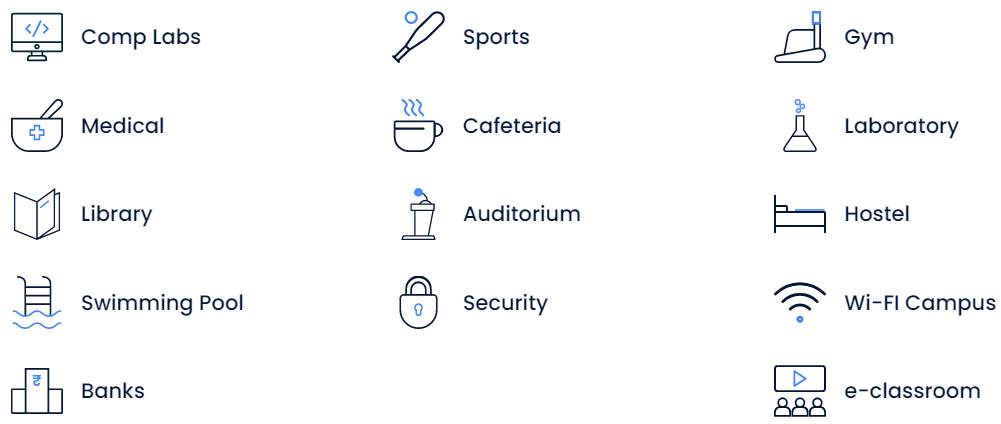 Comp Labs
Sports
Gym
Medical
Cafeteria
Laboratory
Library
Auditorium
Hostel
Swimming Pool
Security
Wi-FI Campus
₹
Banks
e-classroom